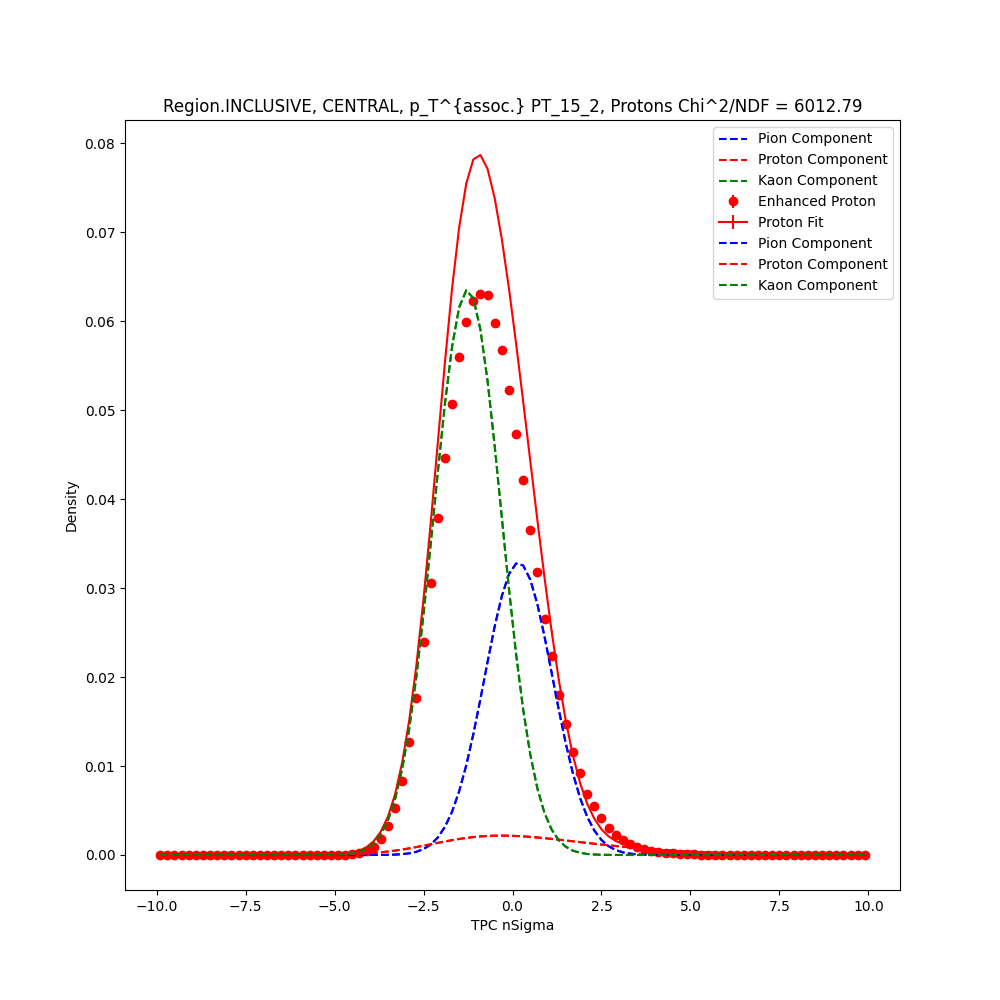 Region.INCLUSIVE, CENTRAL, p_T^{assoc.} PT_15_2, Protons Chi^2/NDF = 6012.79
Pion Component
Proton Component
Kaon Component
Enhanced Proton
Proton Fit
Pion Component
Proton Component
Kaon Component
0.08
0.07
0.06
0.05
0.04
0.03
0.02
0.01
0.00
Density
−10.0 −7.5 −5.0 −2.5 0.0 2.5 5.0 7.5 10.0
TPC nSigma